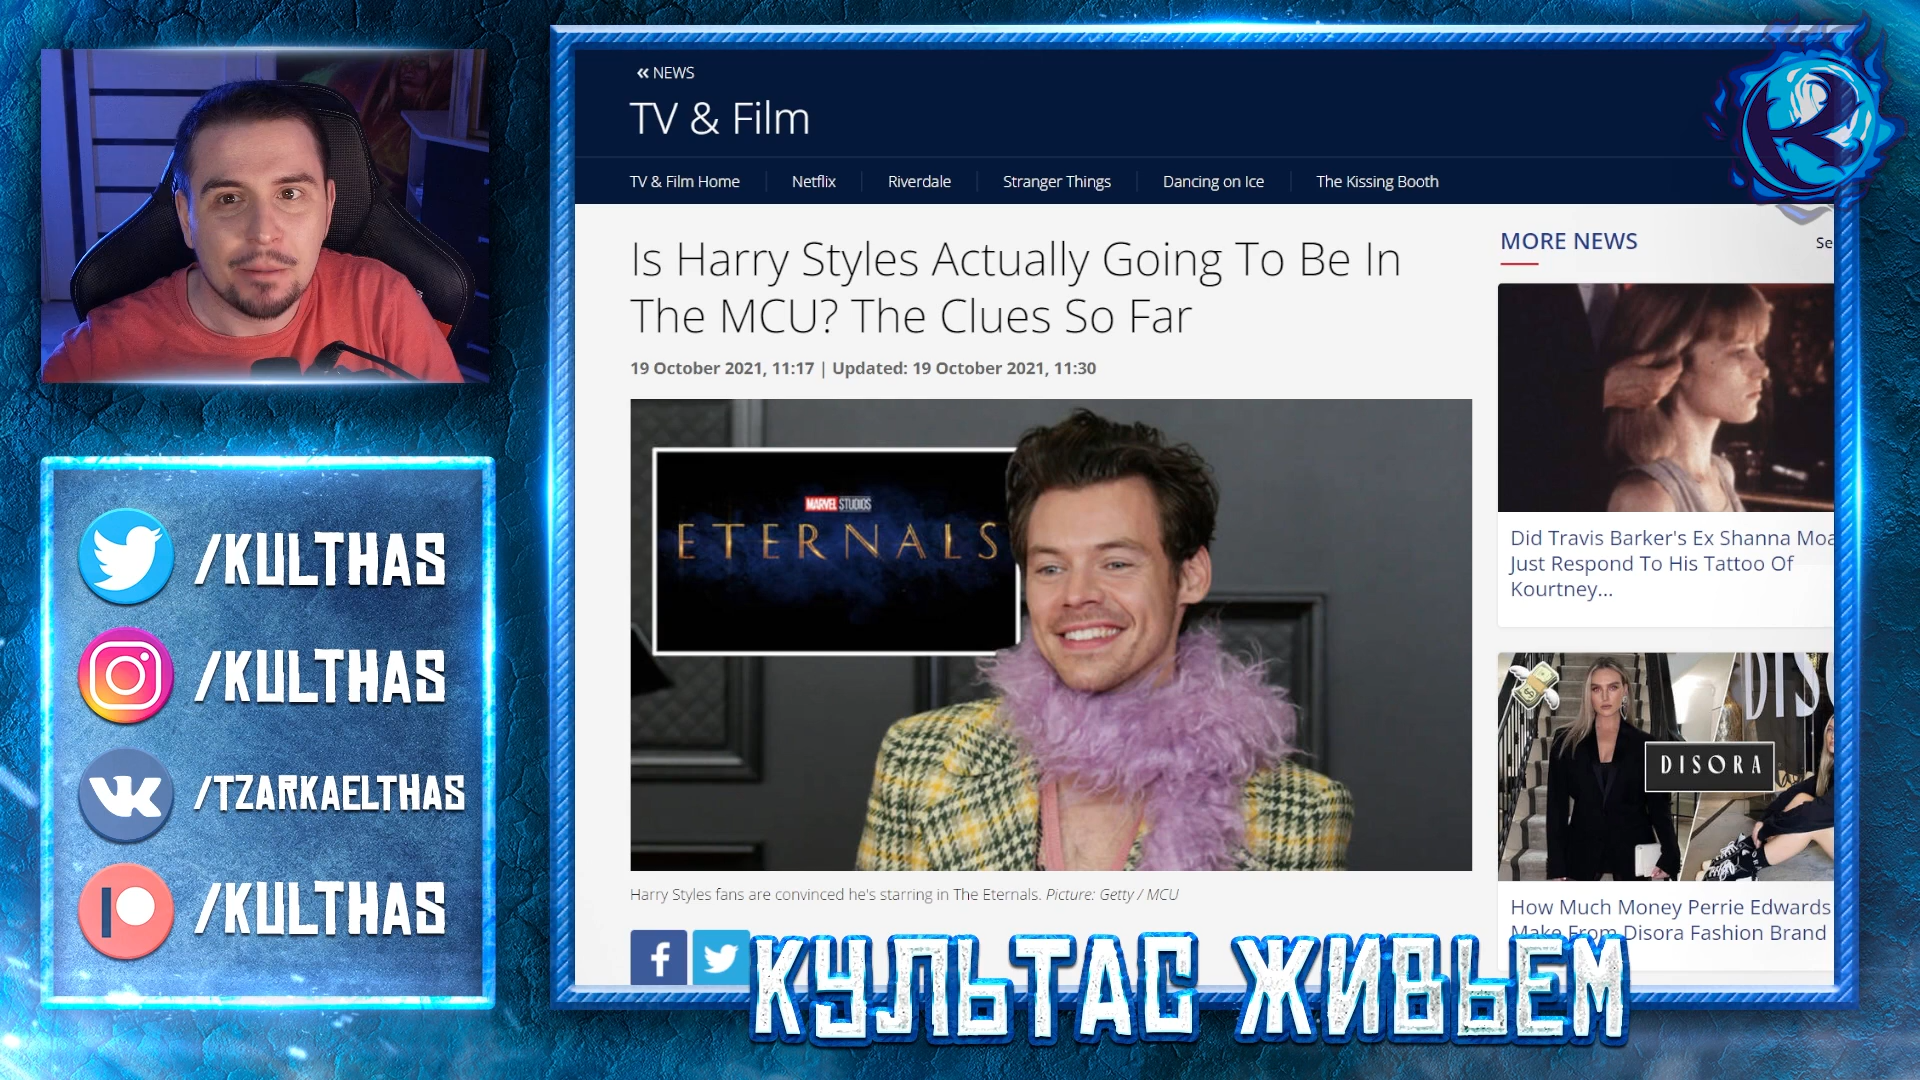 /KULTHAS
/KULTHAS
/TZARKAELTHAS
/KULTHAS
« NEWS
TV & Film
TV & Film Home
Netflix
Riverdale
Stranger Things
Dancing on Ice
The Kissing Booth
Is Harry Styles Actually Going To Be In
The MCU? The Clues So Far
19 October 2021, 11:17 | Updated: 19 October 2021, 11:30
MARVEL STUDIOS
ETERNALS
Harry Styles fans are convinced he's starring in The Eternals. Picture: Getty / MCU
MORE NEWS
Se
Did Travis Barker's Ex Shanna Moa
Just Respond To His Tattoo Of
Kourtney...
DISO
DISORA
How Much Money Perrie Edwards
Make From Disora Fashion Brand
КУЛЬТАС ЖИВЬЕМ